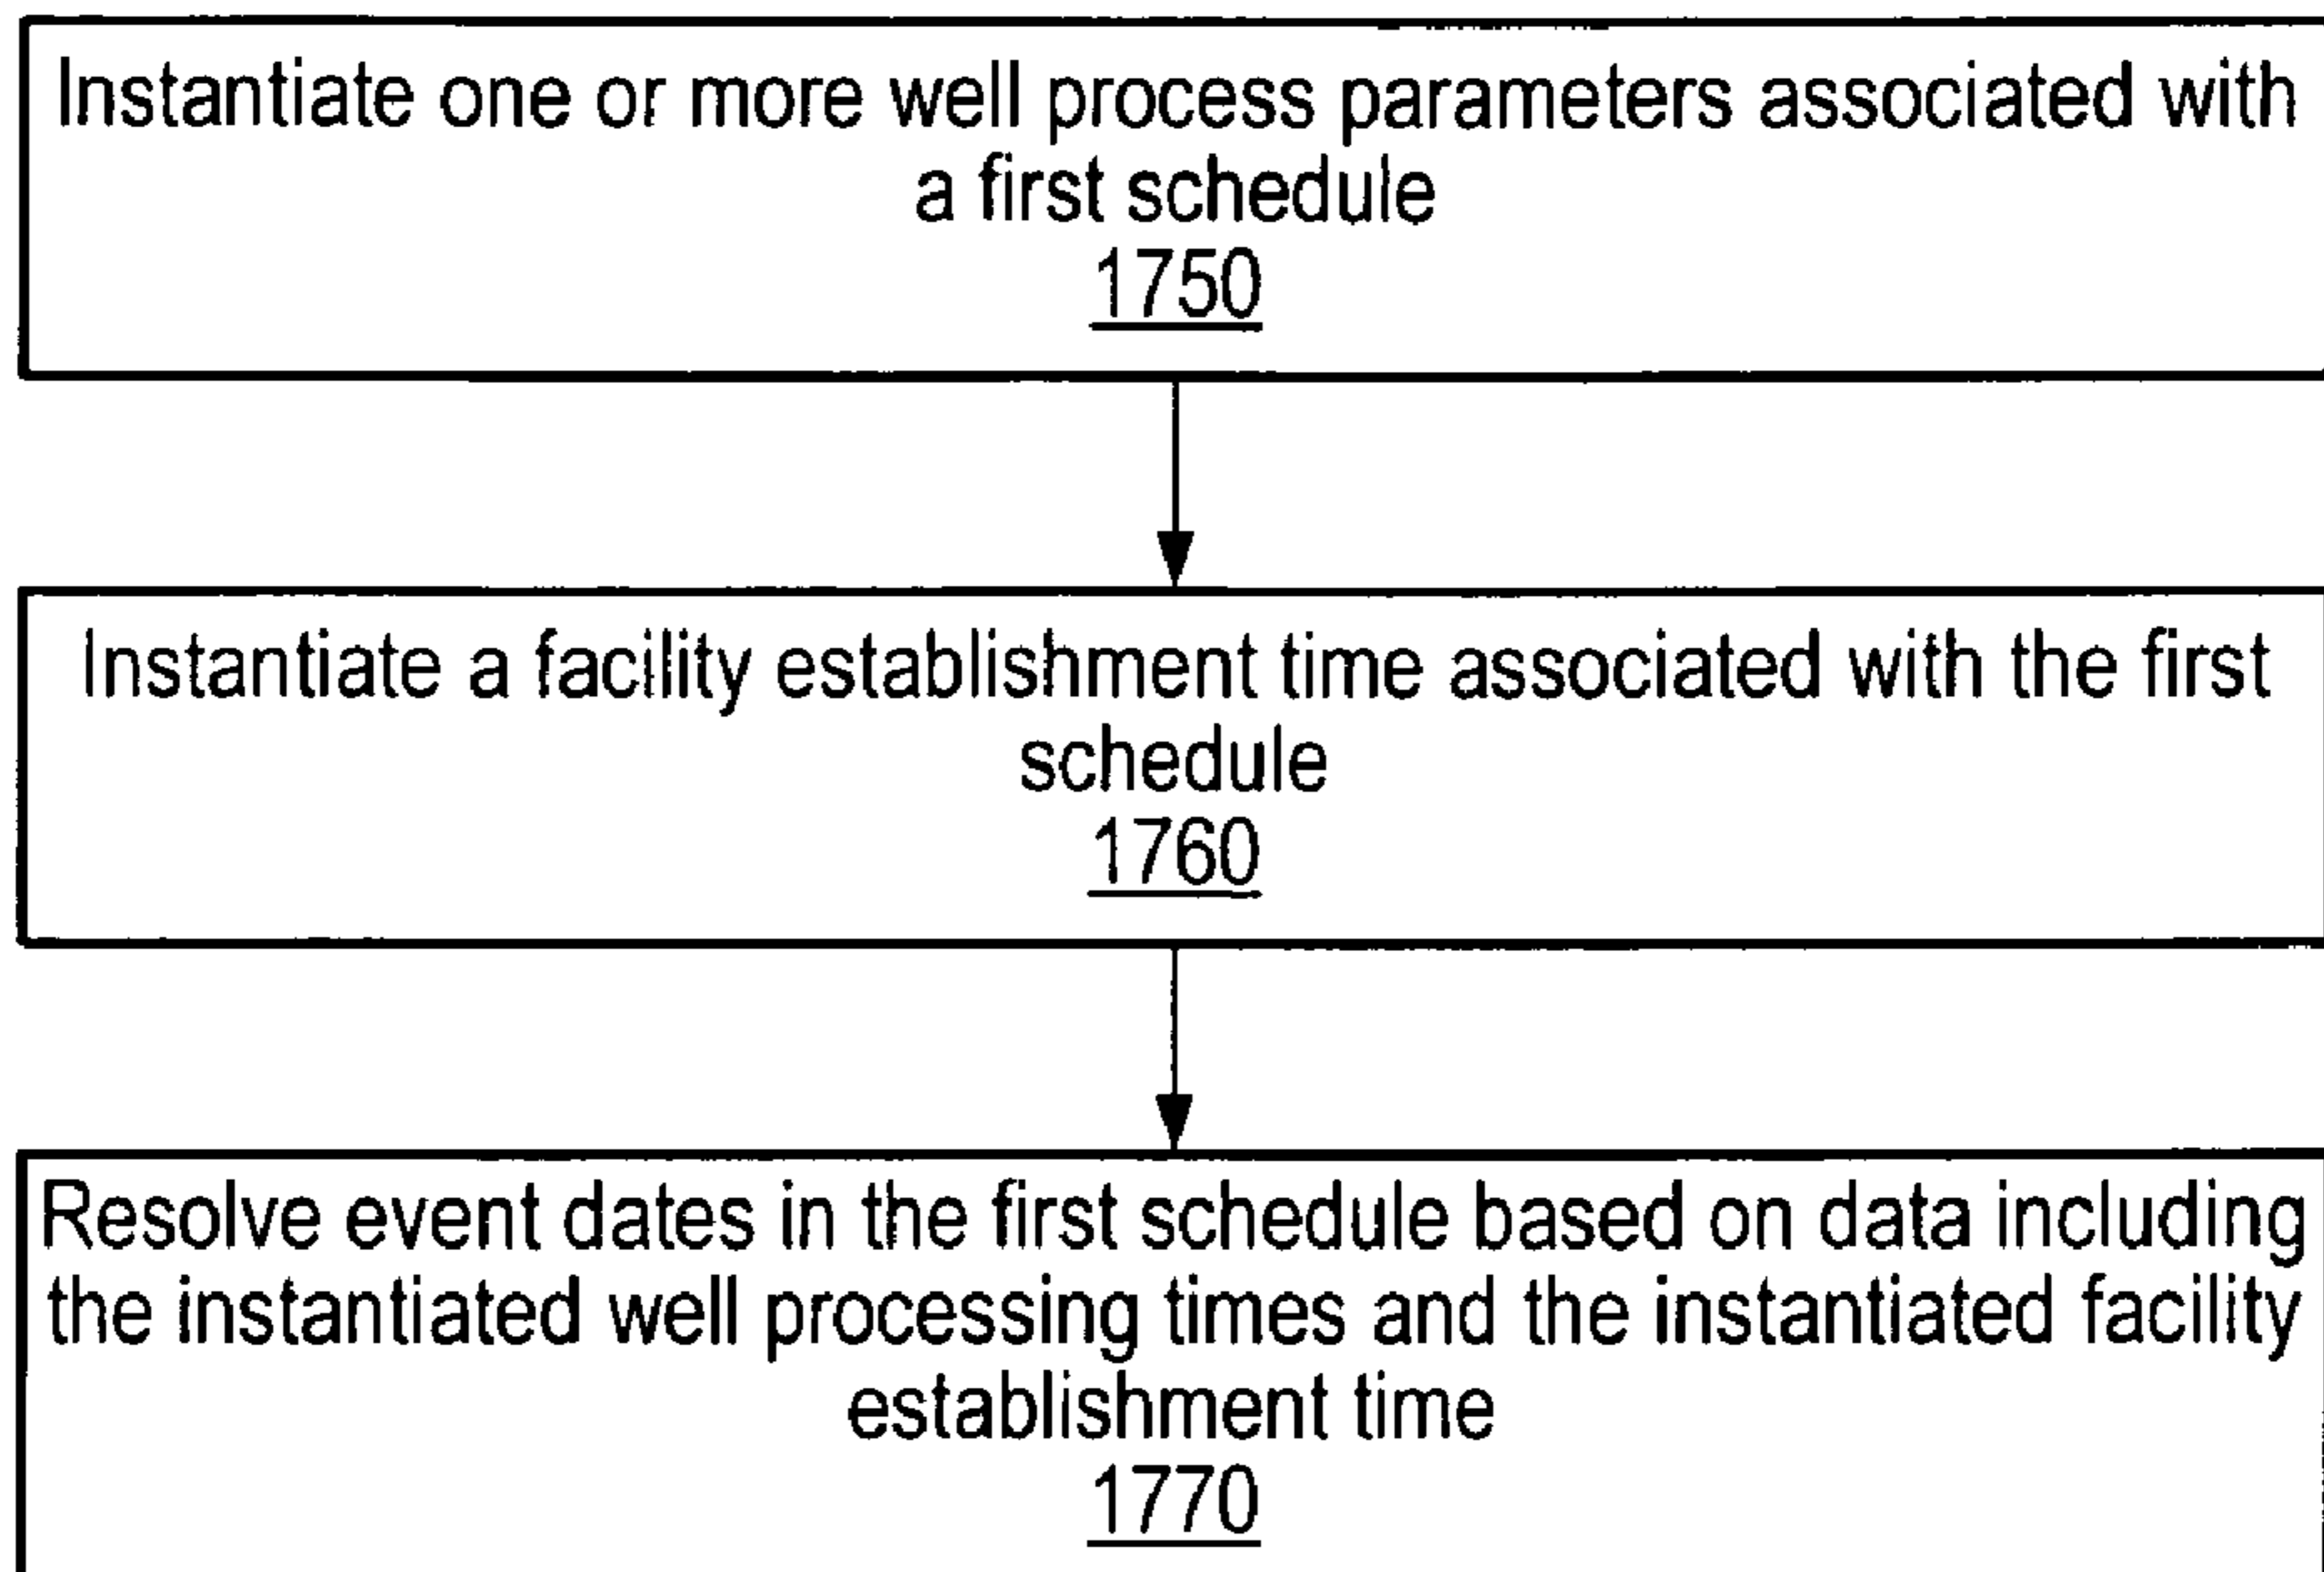 Instantiate one or more well process parameters associated with
a first schedule
1750
Instantiate a facility establishment time associated with the first
schedule
1760
Resolve event dates in the first schedule based on data including
the instantiated well processing times and the instantiated facility
establishment time
1770